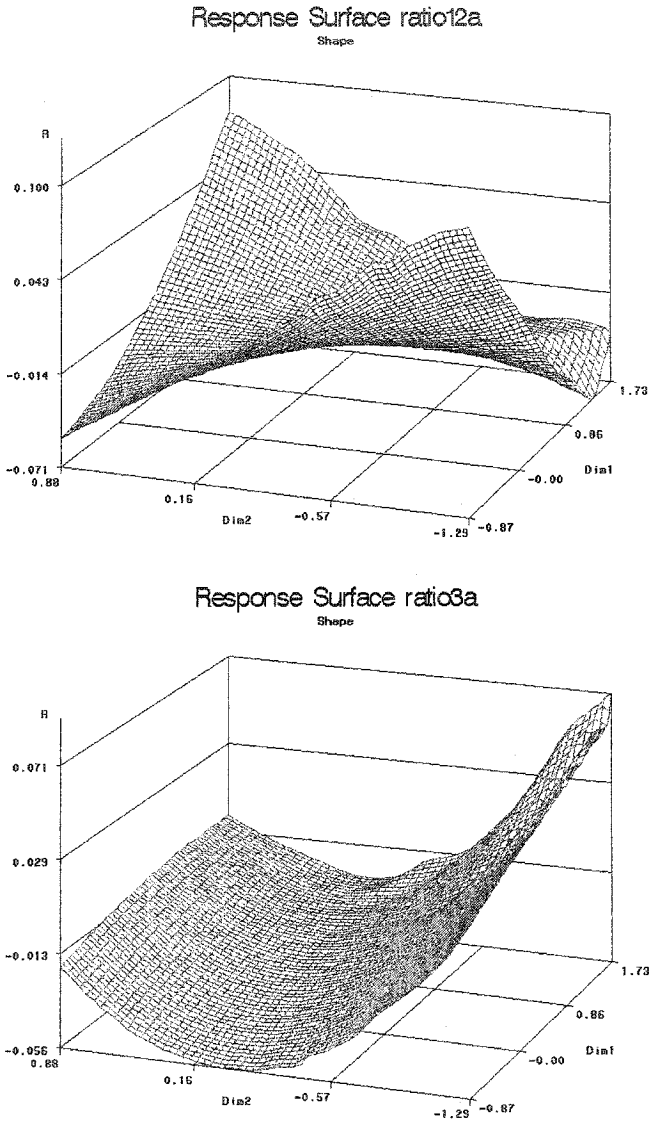 Response Surface ratio12a
Shape
A
0.100
0.043
-0.014
-0.071
0.88
0.16
Dim2
-0.57
-1.29
-0.87
-0.00
Dim1
0.86
1.73
Response Surface ratio3a
Shape
A
0.071
0.029
-0.013
-0.056
0.88
0.16
Dim2
-0.57
-1.29
-0.87
-0.00
Dim1
0.86
1.73